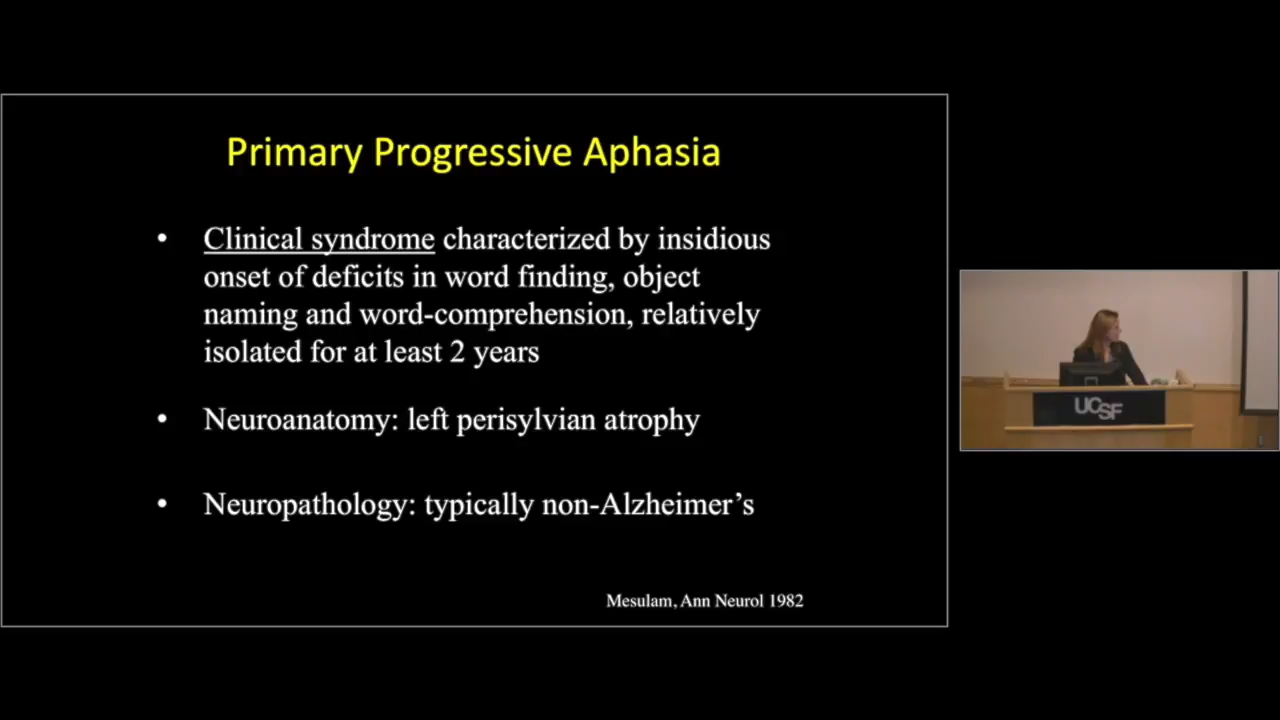 Primary Progressive Aphasia
• Clinical syndrome characterized by insidious
onset of deficits in word finding, object
naming and word-comprehension, relatively
isolated for at least 2 years
• Neuroanatomy: left perisylvian atrophy
• Neuropathology: typically non-Alzheimer’s
Mesulam, Ann Neurol 1982
UCSF